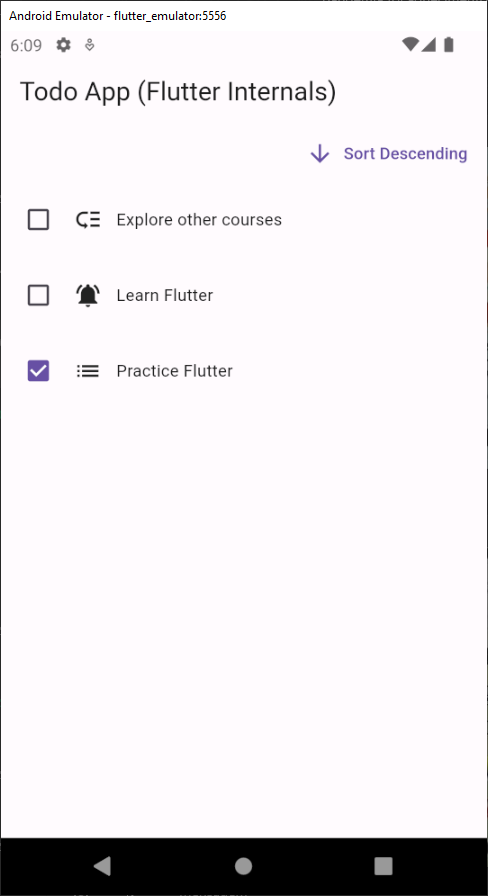 Android Emulator - flutter_emulator:5556
6:09
Todo App (Flutter Internals)
Sort Descending
Explore other courses
Learn Flutter
Practice Flutter